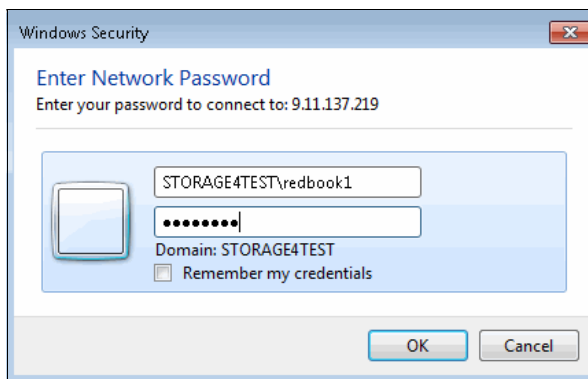 Windows Security
Enter Network Password
Enter your password to connect to: 9.11.137.219
STORAGE4TEST\redbook1
●●●●●●●●
Domain: STORAGE4TEST
Remember my credentials
OK
Cancel